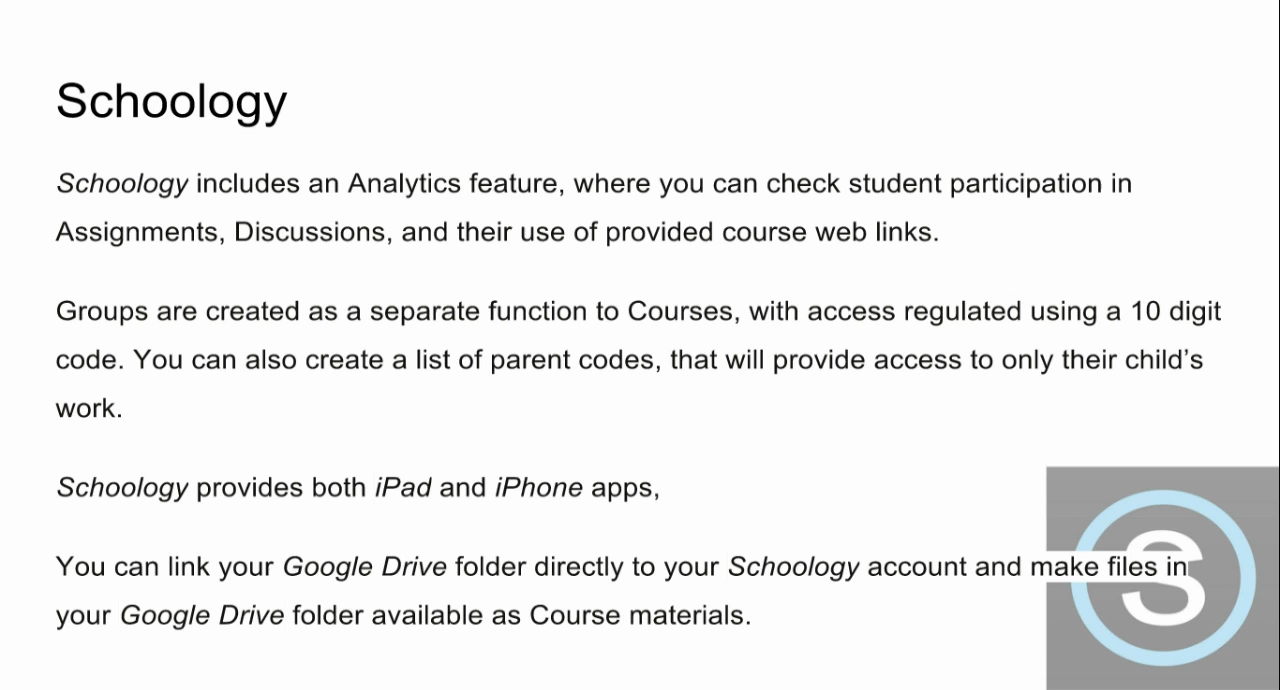 Schoology
Schoology includes an Analytics feature, where you can check student participation in
Assignments, Discussions, and their use of provided course web links.
Groups are created as a separate function to Courses, with access regulated using a 10 digit
code. You can also create a list of parent codes, that will provide access to only their child’s
work.
Schoology provides both iPad and iPhone apps,
You can link your Google Drive folder directly to your Schoology account and make files in
your Google Drive folder available as Course materials.
S